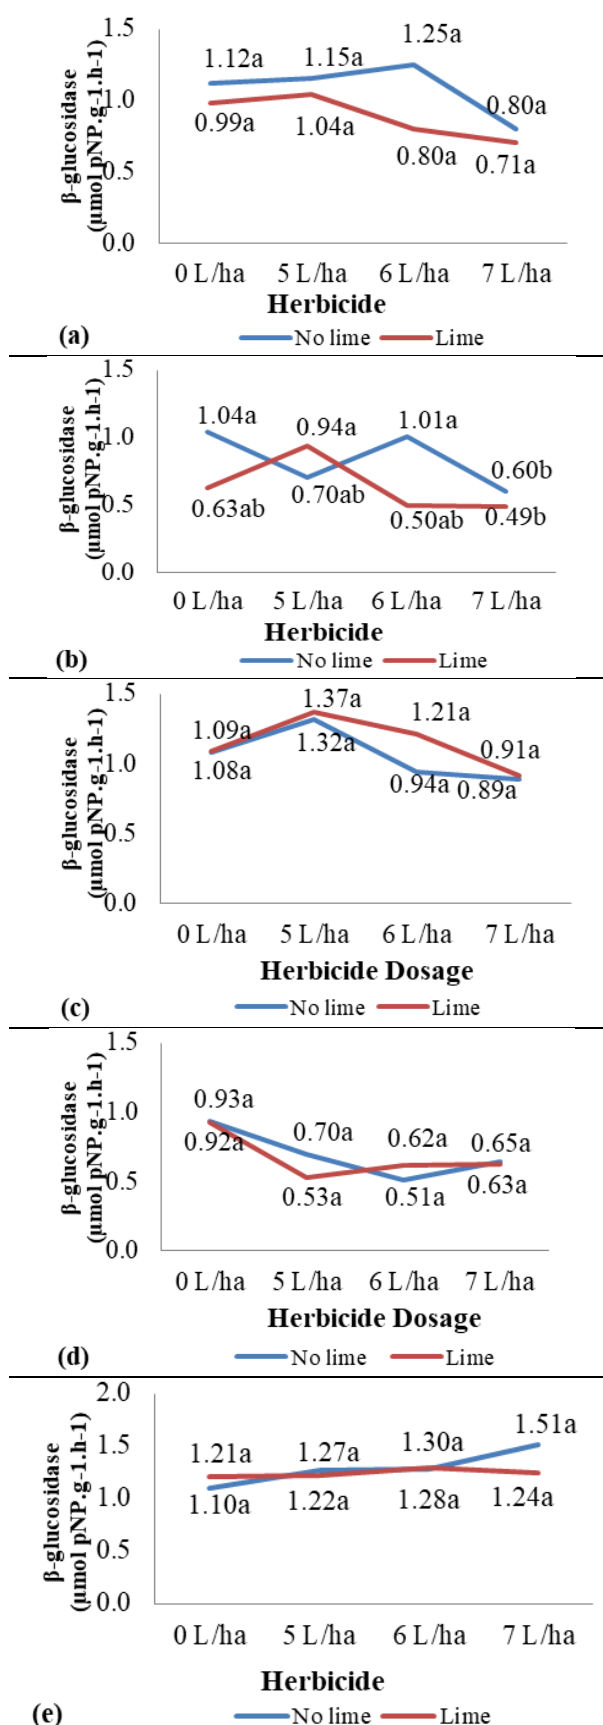 β-glucosidase
(µmol pNP.g-1.h-1)
1.5
1.0
0.5
0.0
1.12a 1.15a 1.25a 0.80a
0.99a 1.04a 0.80a 0.71a
0 L/ha 5 L/ha 6 L/ha 7 L/ha
Herbicide
(a) No lime Lime
β-glucosidase
(µmol pNP.g-1.h-1)
1.5
1.0
0.5
0.0
1.04a 0.94a 1.01a 0.60b
0.63ab 0.70ab 0.50ab 0.49b
0 L/ha 5 L/ha 6 L/ha 7 L/ha
Herbicide
(b) No lime Lime
β-glucosidase
(µmol pNP.g-1.h-1)
1.5
1.0
0.5
0.0
1.09a 1.37a 1.21a 0.91a
1.08a 1.32a 0.94a 0.89a
0 L/ha 5 L/ha 6 L/ha 7 L/ha
Herbicide Dosage
(c) No lime Lime
β-glucosidase
(µmol pNP.g-1.h-1)
1.5
1.0
0.5
0.0
0.93a 0.70a 0.62a 0.65a
0.92a 0.53a 0.51a 0.63a
0 L/ha 5 L/ha 6 L/ha 7 L/ha
Herbicide Dosage
(d) No lime Lime
β-glucosidase
(µmol pNP.g-1.h-1)
2.0
1.5
1.0
0.5
0.0
1.21a 1.27a 1.30a 1.51a
1.10a 1.22a 1.28a 1.24a
0 L/ha 5 L/ha 6 L/ha 7 L/ha
Herbicide
(e) No lime Lime